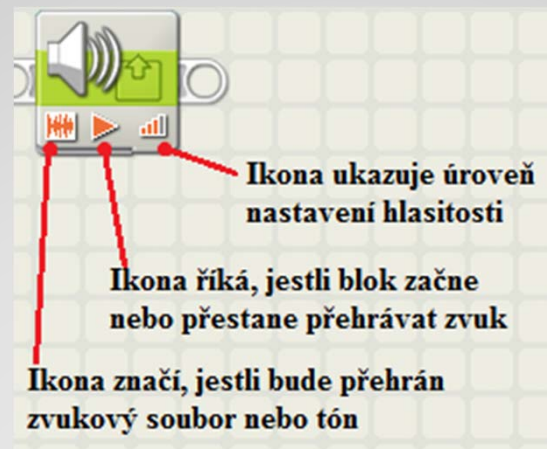 Ikona ukazuje úroveň
nastavení hlasitosti
Ikona říká, jestli blok začne
nebo přestane přehrávat zvuk
Ikona značí, jestli bude přehrán
zvukový soubor nebo tón